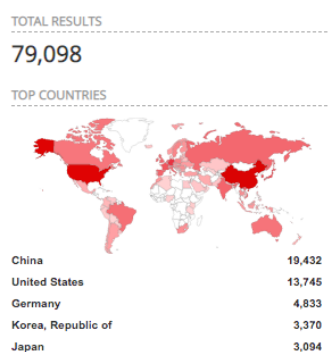 TOTAL RESULTS
79,098
TOP COUNTRIES
China 19,432
United States 13,745
Germany 4,833
Korea, Republic of 3,370
Japan 3,094